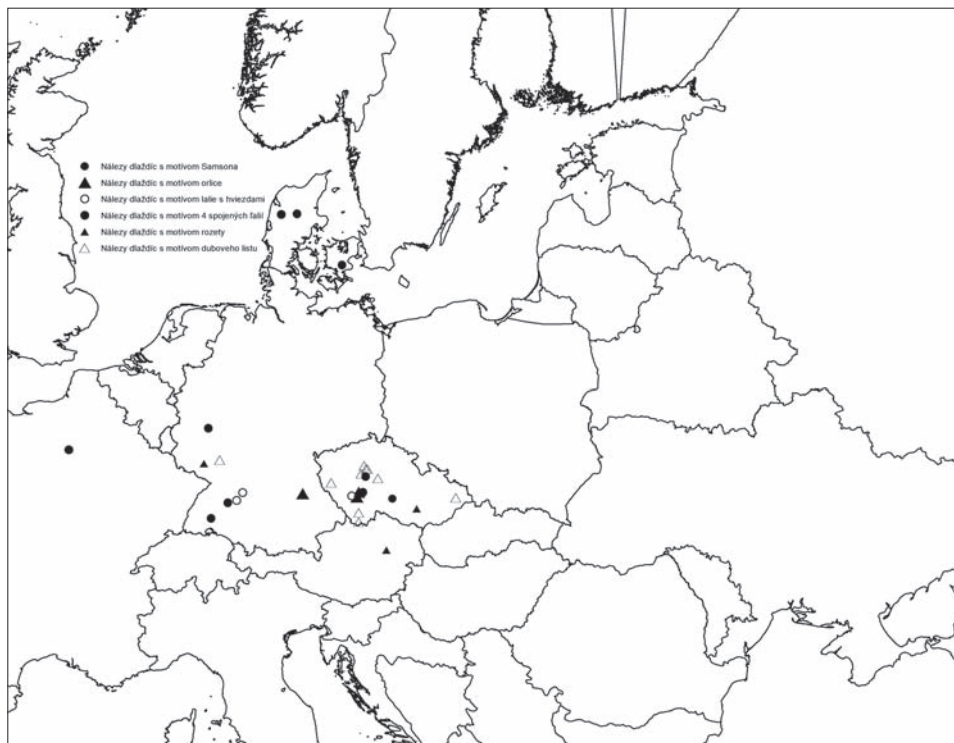 Nálezy dlaždíc s motívom Samsona
Nálezy dlaždíc s motívom orlice
Nálezy dlaždíc s motívom lalie s hviezdami
Nálezy dlaždíc s motívom 4 spojených ľalií
Nálezy dlaždíc s motívom rozety
Nálezy dlaždíc s motívom dubového listu